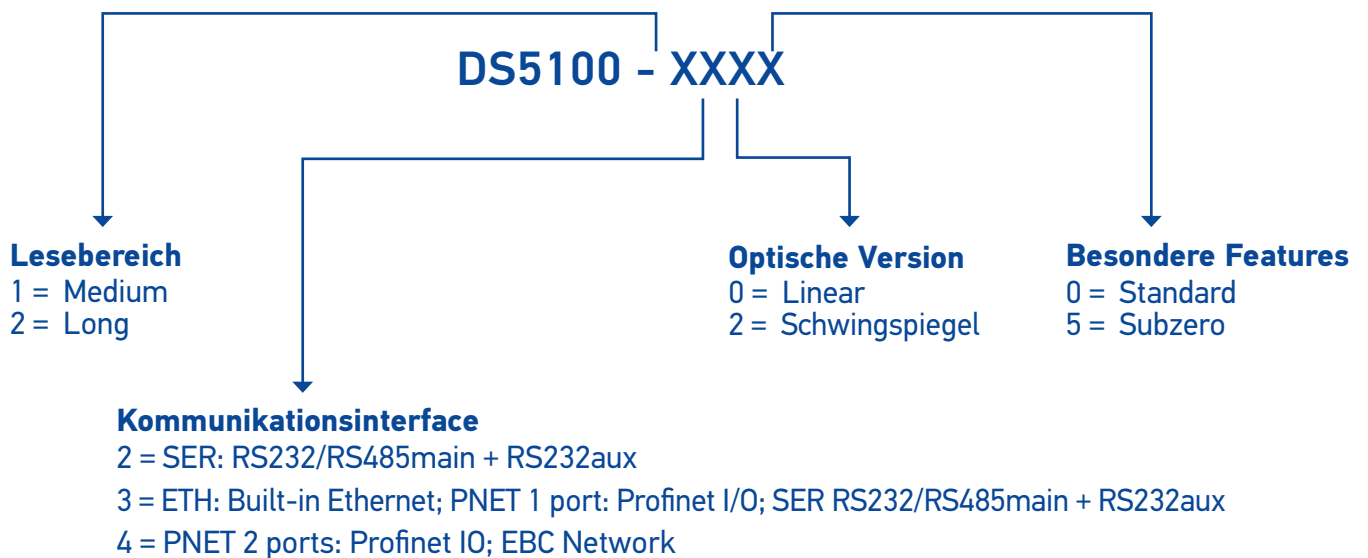 DS5100 - XXXX
Lesebereich
1 = Medium
2 = Long
Optische Version
0 = Linear
2 = Schwingspiegel
Besondere Features
0 = Standard
5 = Subzero
Kommunikationsinterface
2 = SER: RS232/RS485main + RS232aux
3 = ETH: Built-in Ethernet; PNET 1 port: Profinet I/O; SER RS232/RS485main + RS232aux
4 = PNET 2 ports: Profinet IO; EBC Network